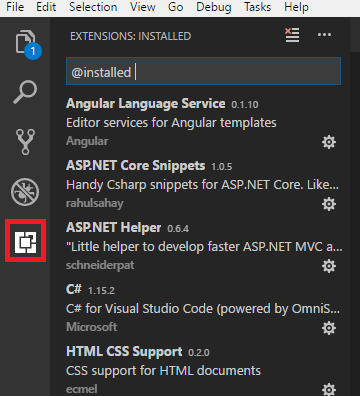 File Edit Selection View Go Debug Tasks Help
EXTENSIONS: INSTALLED
1
@installed
Angular Language Service 0.1.10
Editor services for Angular templates
Angular
ASP.NET Core Snippets 1.0.5
Handy Csharp snippets for ASP.NET Core. Like...
rahulsahay
ASP.NET Helper 0.6.4
"Little helper to develop faster ASP.NET MVC a...
schneiderpat
C# 1.15.2
C# for Visual Studio Code (powered by OmniS...
Microsoft
HTML CSS Support 0.2.0
CSS support for HTML documents
ecmel